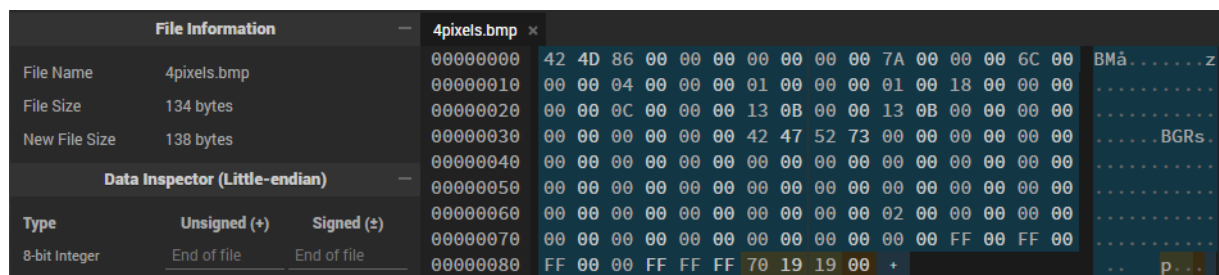 File Information —
4pixels.bmp ×
File Name 4pixels.bmp
File Size 134 bytes
New File Size 138 bytes
Data Inspector (Little-endian) —
Type Unsigned (+) Signed (±)
8-bit Integer End of file End of file
00000000 42 4D 86 00 00 00 00 00 00 00 7A 00 00 00 6C 00 BMå.......z
00000010 00 00 04 00 00 00 01 00 00 00 01 00 18 00 00 00 ...........
00000020 00 00 0C 00 00 00 13 0B 00 00 13 0B 00 00 00 00 ...........
00000030 00 00 00 00 00 00 42 47 52 73 00 00 00 00 00 00 ......BGRs.
00000040 00 00 00 00 00 00 00 00 00 00 00 00 00 00 00 00 ...........
00000050 00 00 00 00 00 00 00 00 00 00 00 00 00 00 00 00 ...........
00000060 00 00 00 00 00 00 00 00 00 00 02 00 00 00 00 00 ...........
00000070 00 00 00 00 00 00 00 00 00 00 00 00 FF 00 FF 00 ...........
00000080 FF 00 00 FF FF FF 70 19 19 00 + .. p...